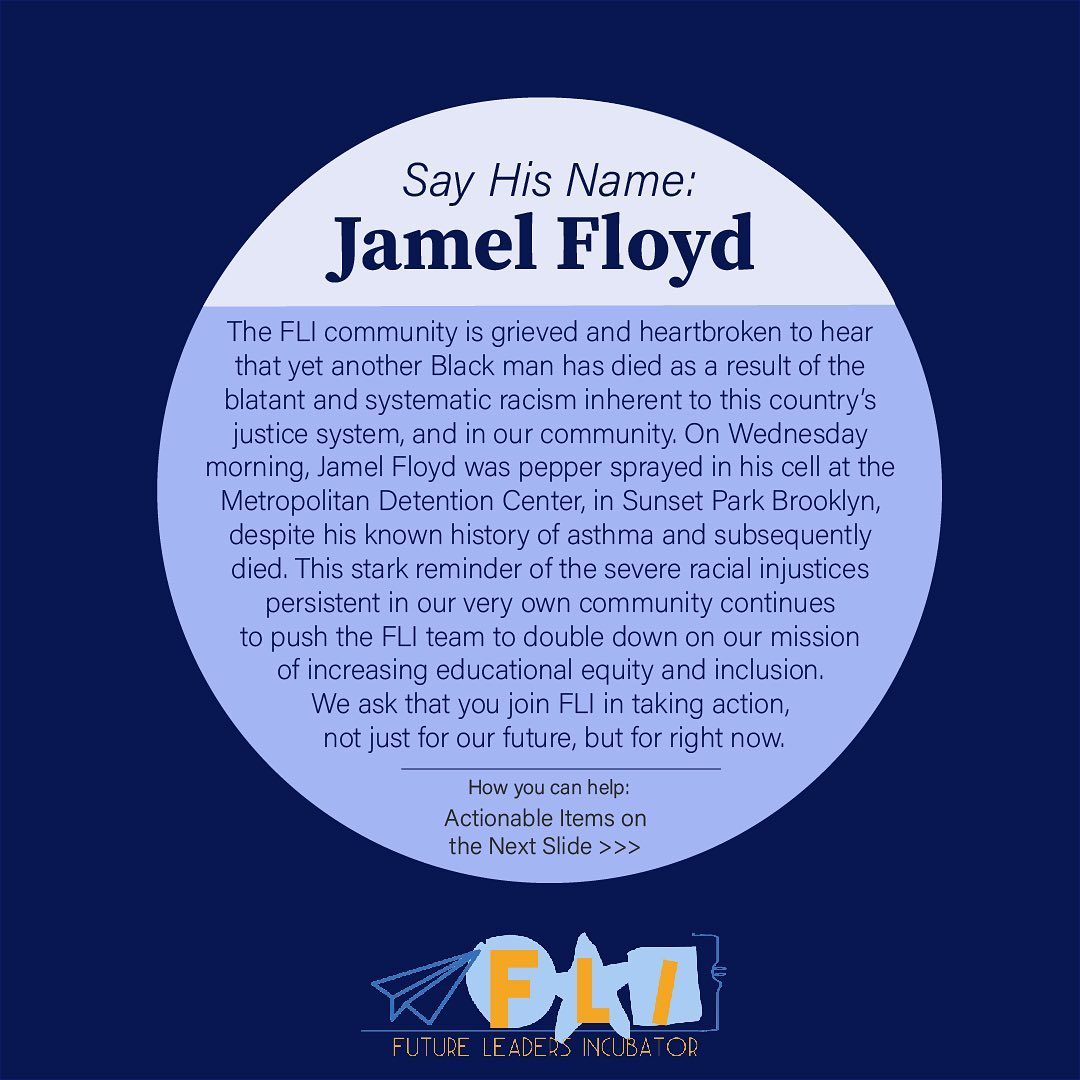 Say His Name:
Jamel Floyd
The FLI community is grieved and heartbroken to hear
that yet another Black man has died as a result of the
blatant and systematic racism inherent to this country’s
justice system, and in our community. On Wednesday
morning, Jamel Floyd was pepper sprayed in his cell at the
Metropolitan Detention Center, in Sunset Park Brooklyn,
despite his known history of asthma and subsequently
died. This stark reminder of the severe racial injustices
persistent in our very own community continues
to push the FLI team to double down on our mission
of increasing educational equity and inclusion.
We ask that you join FLI in taking action,
not just for our future, but for right now.
How you can help:
Actionable Items on
the Next Slide >>>
FLI
FUTURE LEADERS INCUBATOR